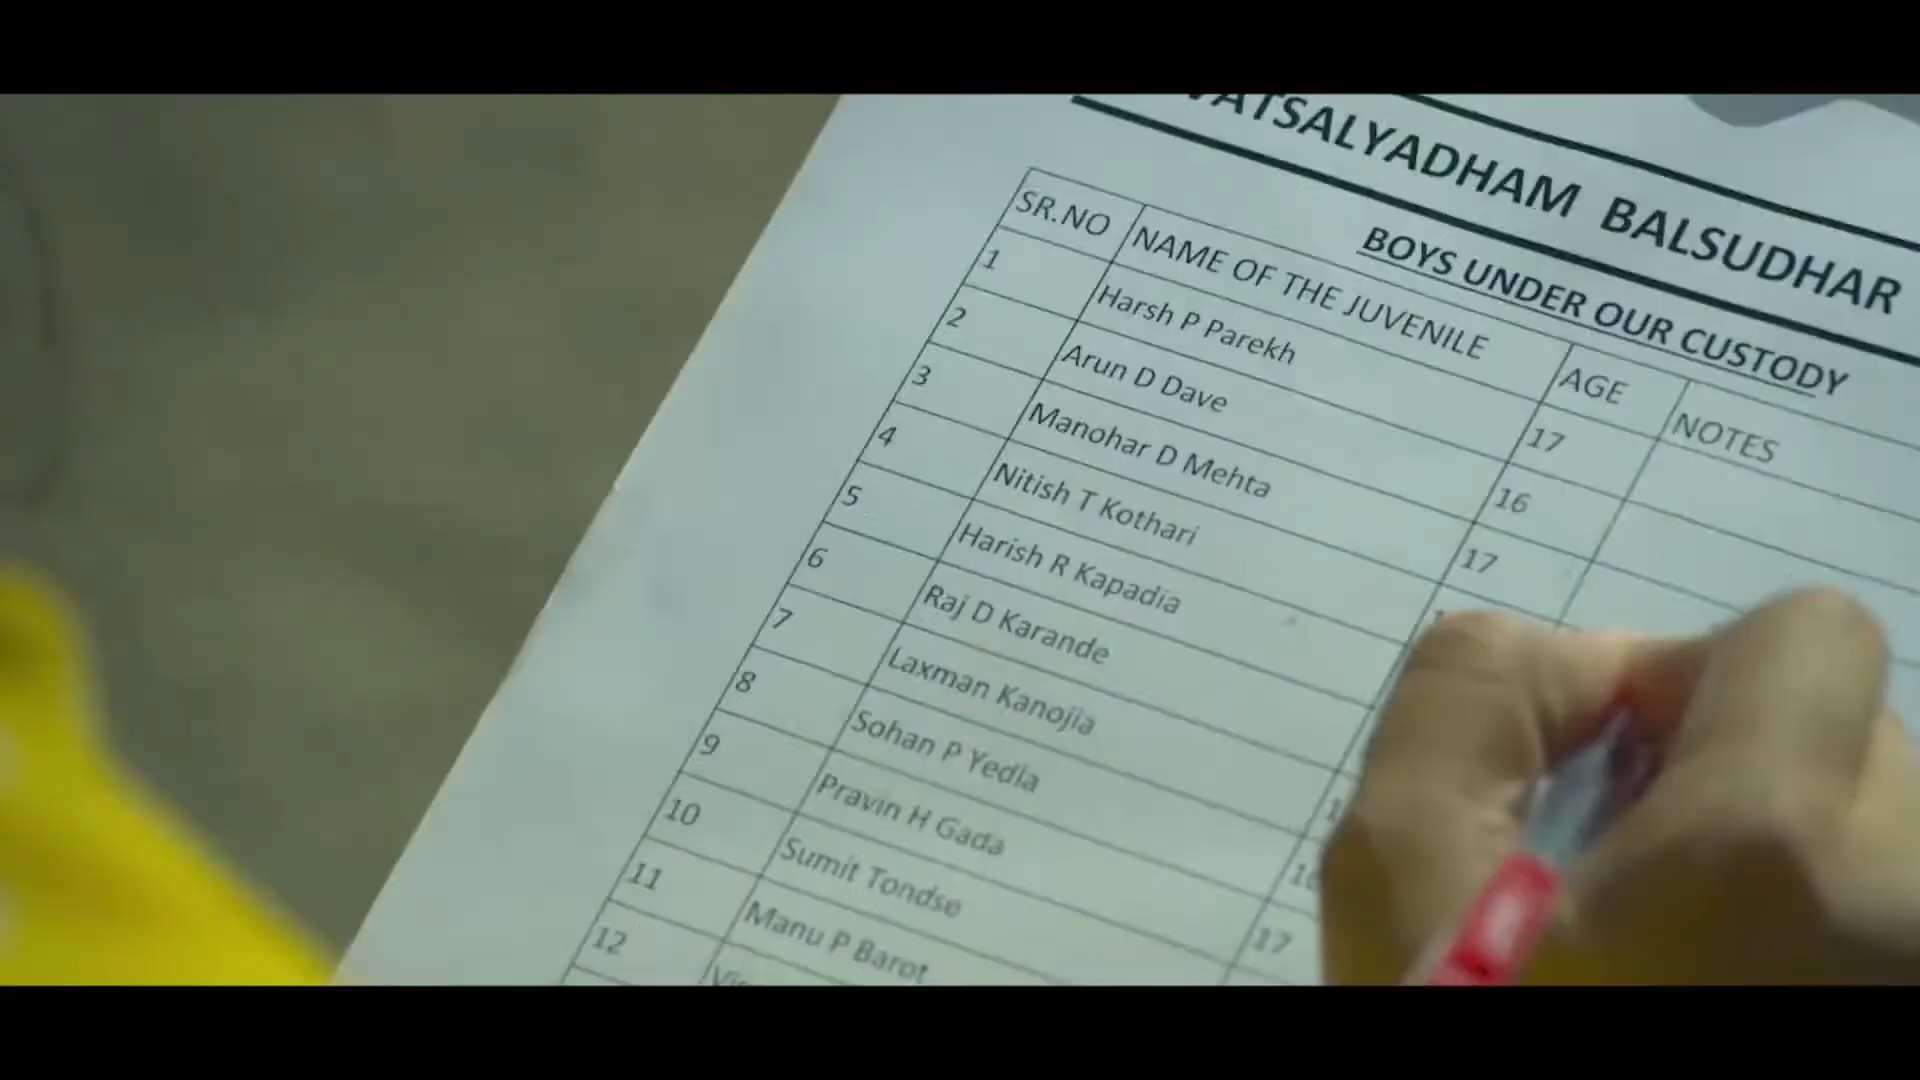 VATSALYADHAM BALSUDHAR
BOYS UNDER OUR CUSTODY
SR.NO NAME OF THE JUVENILE AGE NOTES
1 Harsh P Parekh 17
2 Arun D Dave 16
3 Manohar D Mehta 17
4 Nitish T Kothari
5 Harish R Kapadia
6 Raj D Karande
7 Laxman Kanojia
8 Sohan P Yedla
9 Pravin H Gada 16
10 Sumit Tondse 17
11 Manu P Barot
12